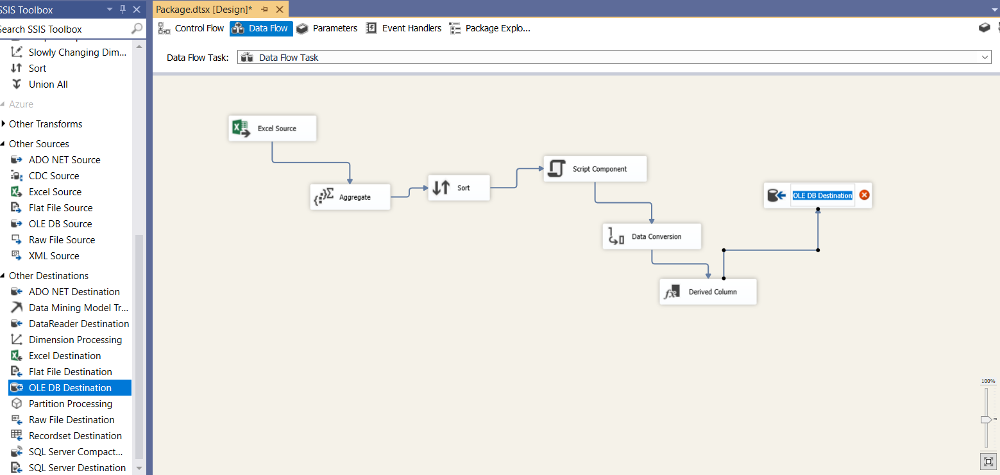 SSIS Toolbox
Search SSIS Toolbox
Slowly Changing Dim...
Sort
Union All
Azure
Other Transforms
Other Sources
ADO NET Source
CDC Source
Excel Source
Flat File Source
OLE DB Source
Raw File Source
XML Source
Other Destinations
ADO NET Destination
Data Mining Model Tr...
DataReader Destination
Dimension Processing
Excel Destination
Flat File Destination
OLE DB Destination
Partition Processing
Raw File Destination
Recordset Destination
SQL Server Compact...
SQL Server Destination
Package.dtsx [Design]*
Control Flow Data Flow Parameters Event Handlers Package Explo...
Data Flow Task: Data Flow Task
Excel Source
Aggregate
Sort
Script Component
Data Conversion
Derived Column
OLE DB Destination
100%